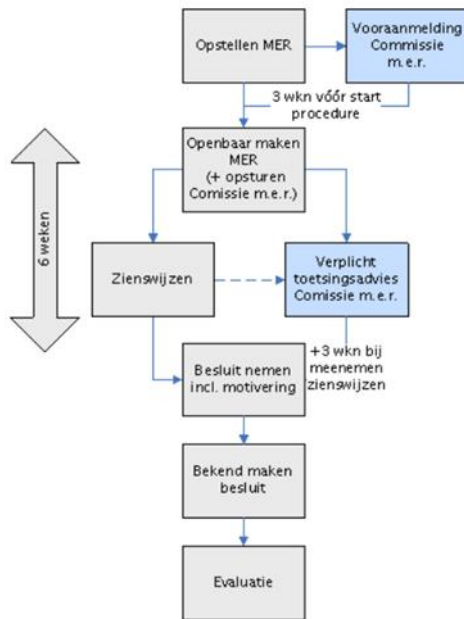 Opstellen MER
Vooraanmelding
Commissie
m.e.r.
3 wkn vóór start
procedure
Openbaar maken
MER
(+ opsturen
Comissie m.e.r.)
6 weken
Zienswijzen
Verplicht
toetsingsadvies
Comissie m.e.r.
+3 wkn bij
meenemen
zienswijzen
Besluit nemen
incl. motivering
Bekend maken
besluit
Evaluatie